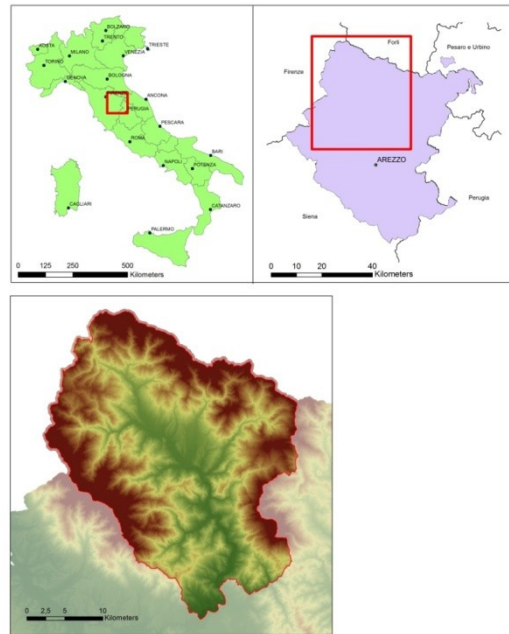 BOLZANO
AOSTA
TRENTO
MILANO
TRIESTE
VENEZIA
TORINO
GENOVA
BOLOGNA
ANCONA
PERUGIA
PESCARA
ROMA
BARI
NAPOLI
POTENZA
CAGLIARI
CATANZARO
PALERMO
0 125 250 500
Kilometers
Forlì
Pesaro e Urbino
Firenze
AREZZO
Perugia
Siena
0 10 20 40
Kilometers
0 2,5 5 10
Kilometers